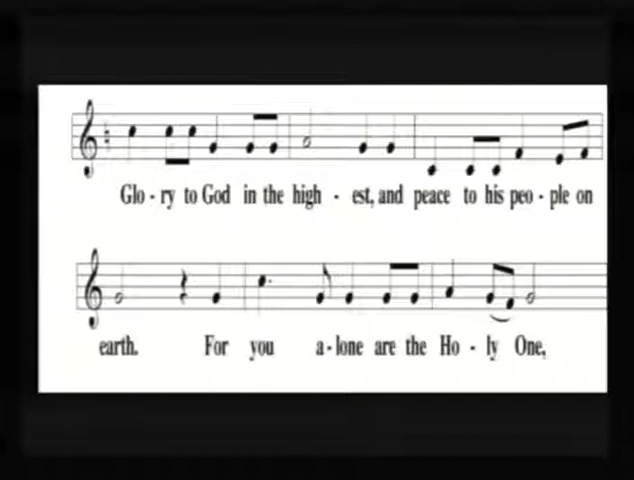 Glo - ry to God in the high - est, and peace to his peo - ple on
earth. For you a - lone are the Ho - ly One,